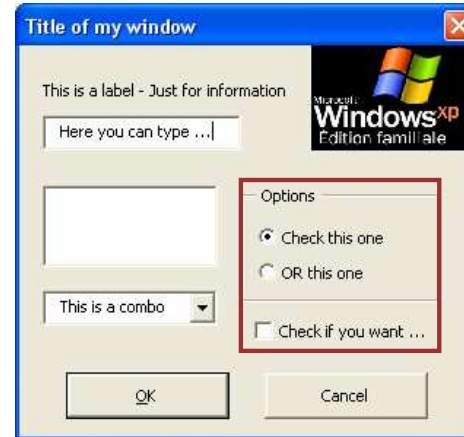 Title of my window
This is a label - Just for information
Microsoft
Windows xp
Édition familiale
Here you can type ...
Options
Check this one
OR this one
This is a combo
Check if you want ...
OK
Cancel